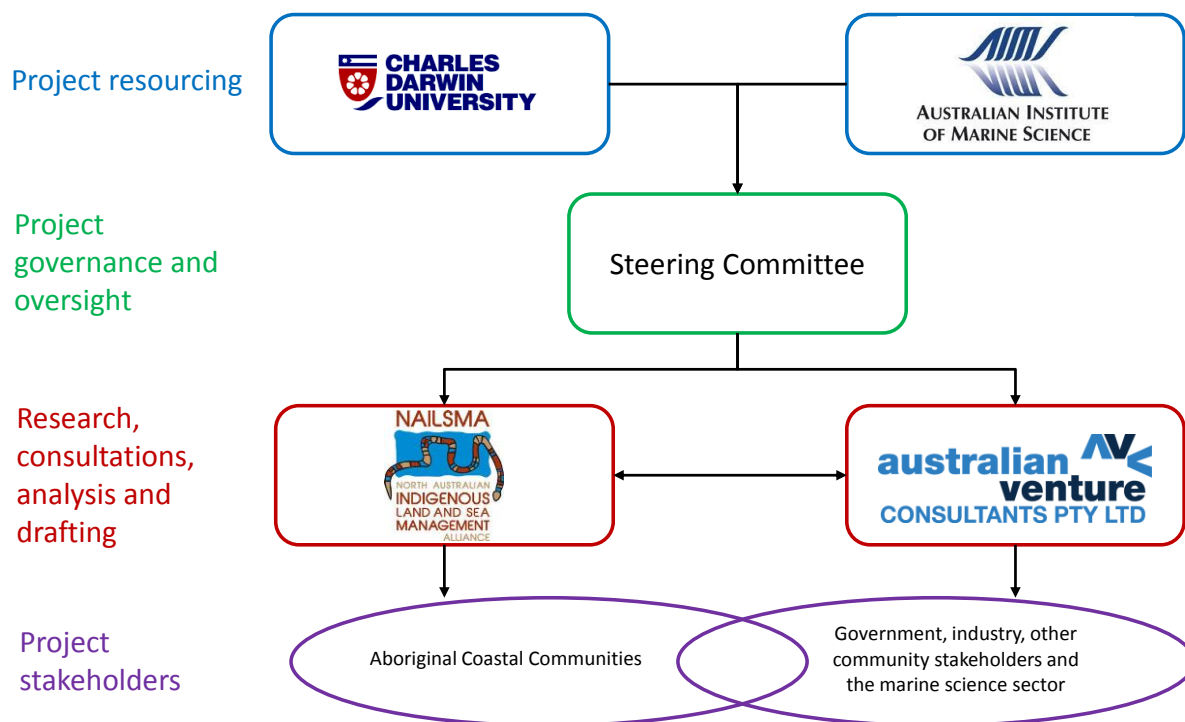 Project resourcing
CHARLES
DARWIN
UNIVERSITY
AIMS
AUSTRALIAN INSTITUTE
OF MARINE SCIENCE
Project
governance and
oversight
Steering Committee
Research,
consultations,
analysis and
drafting
NAILSMA
NORTH AUSTRALIAN
INDIGENOUS
LAND AND SEA
MANAGEMENT
ALLIANCE
AVC
australian
venture
CONSULTANTS PTY LTD
Project
stakeholders
Aboriginal Coastal Communities
Government, industry, other
community stakeholders and
the marine science sector